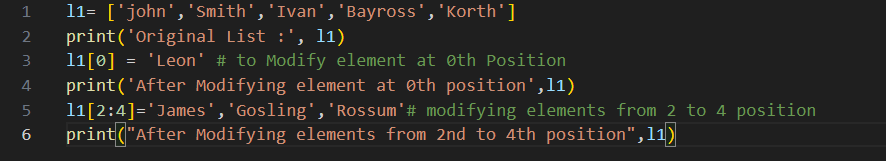 1 l1= ['john','Smith','Ivan','Bayross','Korth']
2 print('Original List :', l1)
3 l1[0] = 'Leon' # to Modify element at 0th Position
4 print('After Modifying element at 0th position',l1)
5 l1[2:4]='James','Gosling','Rossum'# modifying elements from 2 to 4 position
6 print("After Modifying elements from 2nd to 4th position",l1)